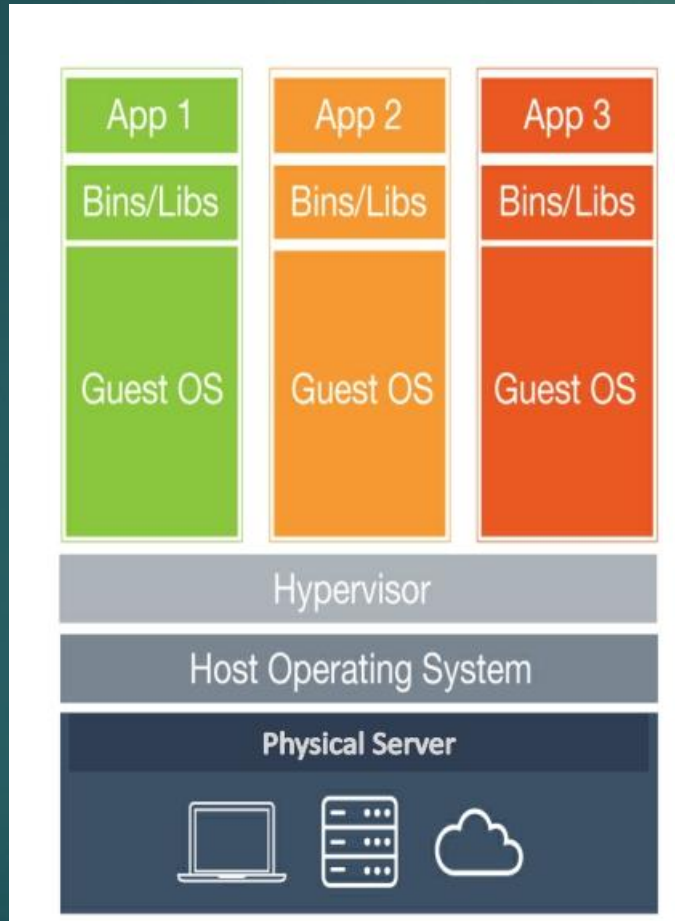 App 1
App 2
App 3
Bins/Libs
Bins/Libs
Bins/Libs
Guest OS
Guest OS
Guest OS
Hypervisor
Host Operating System
Physical Server